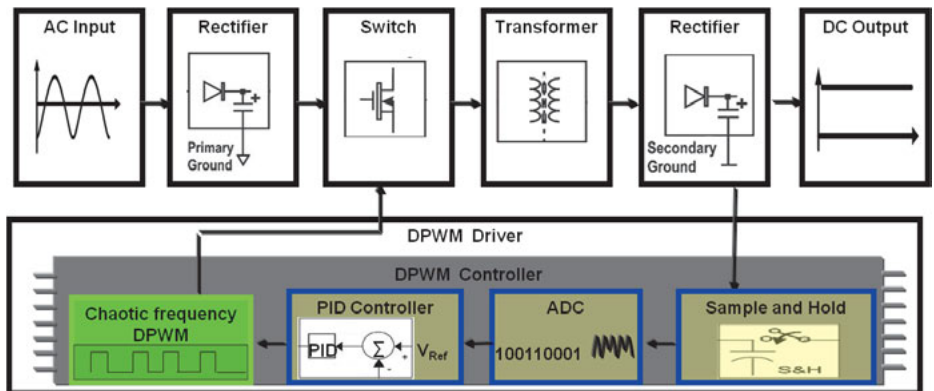 AC Input
Rectifier
Switch
Transformer
Rectifier
DC Output
+
Primary
Ground
-
+
Secondary
Ground
DPWM Driver
DPWM Controller
Chaotic frequency
DPWM
PID Controller
PID
Σ
+
VRef
-
ADC
100110001
Sample and Hold
S&H